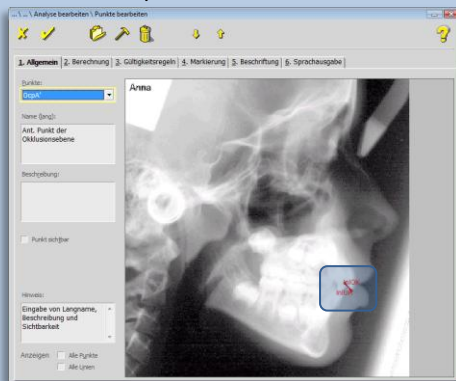 ...\ ...\ Analyse bearbeiten \ Punkte bearbeiten
1. Allgemein 2. Berechnung 3. Gültigkeitsregeln 4. Markierung 5. Beschriftung 6. Sprachausgabe
Punkte:
OcpA'
Name (lang):
Ant. Punkt der
Okklusionsebene
Beschreibung:
Punkt sichtbar
Hinweis:
Eingabe von Langname,
Beschreibung und
Sichtbarkeit
Anzeigen
Alle Punkte
Alle Linien
Anna